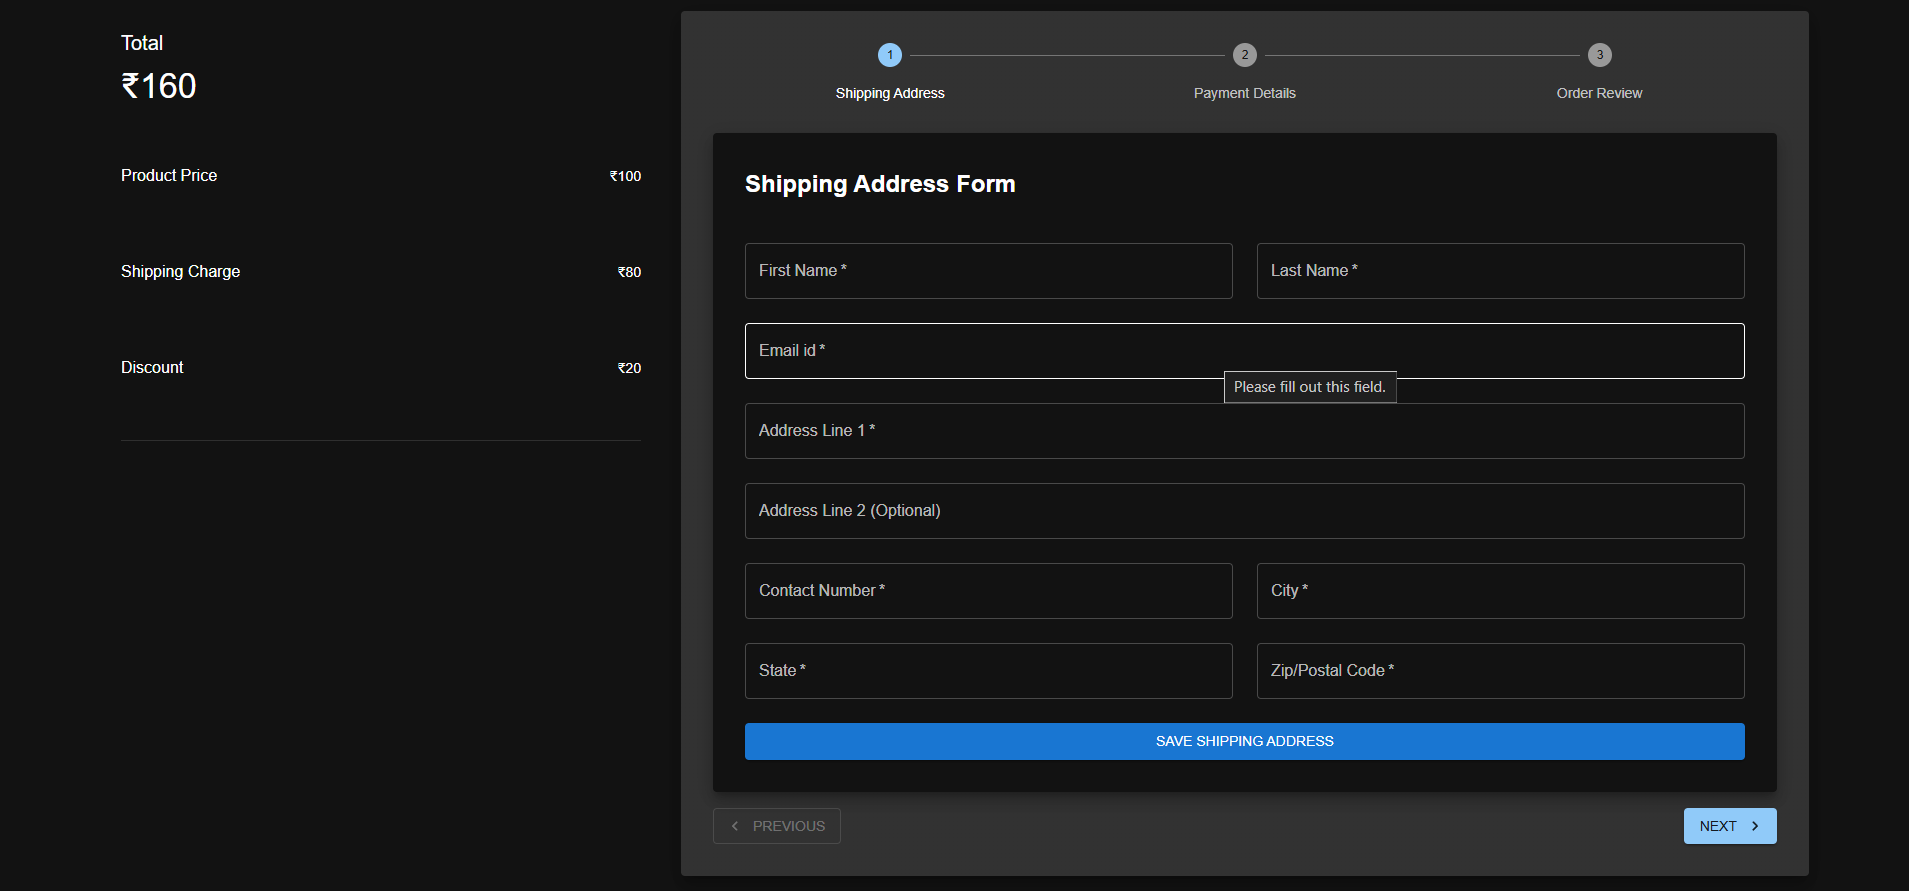 Total
₹160
Product Price ₹100
Shipping Charge ₹80
Discount ₹20
1 2 3
Shipping Address Payment Details Order Review
Shipping Address Form
First Name * Last Name *
Email id *
Please fill out this field.
Address Line 1 *
Address Line 2 (Optional)
Contact Number * City *
State * Zip/Postal Code *
SAVE SHIPPING ADDRESS
PREVIOUS NEXT